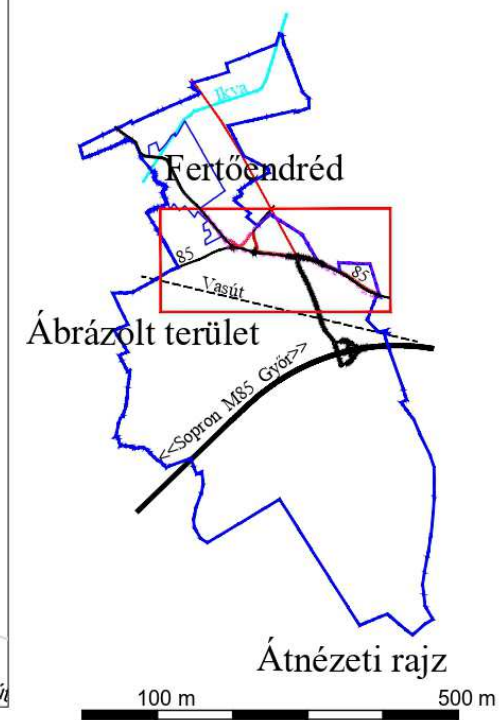 Ikva
Fertőendréd
85
85
Vasút
Ábrázolt terület
<<Sopron M85 Győr>>
Átnézeti rajz
100 m
500 m